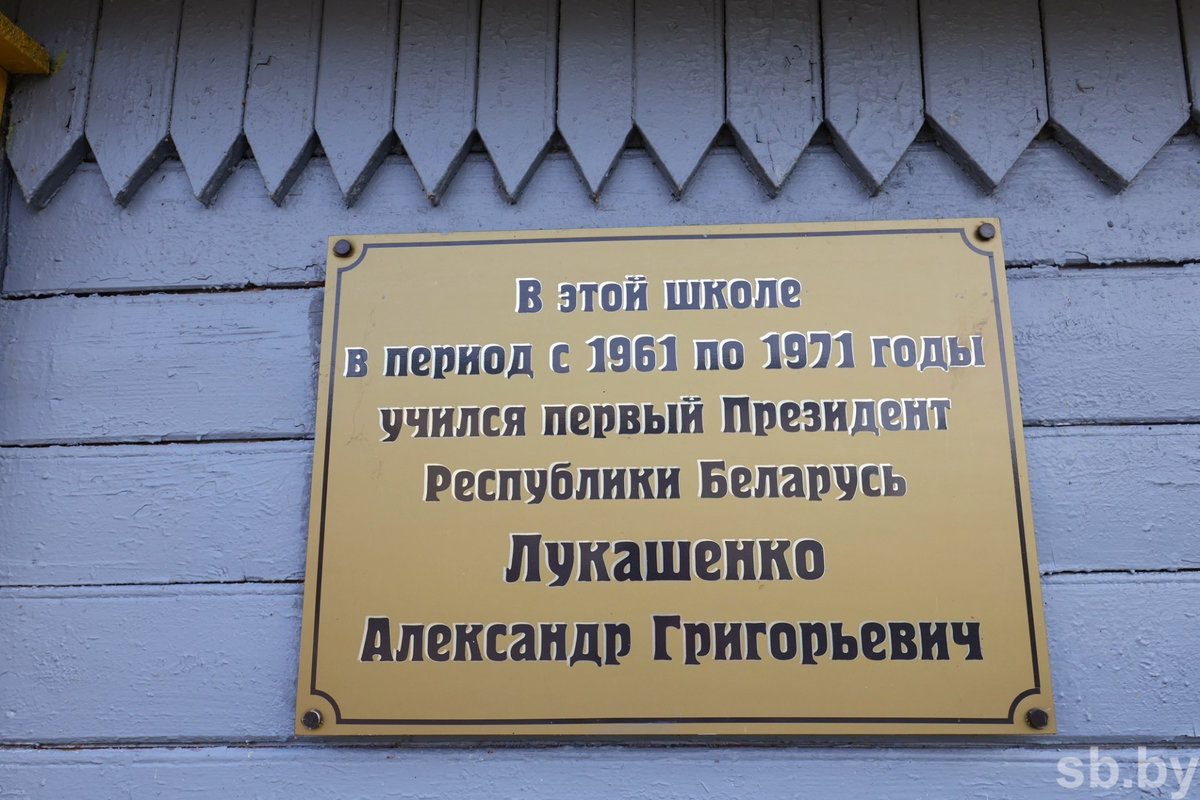 В этой школе
в период с 1961 по 1971 годы
учился первый Президент
Республики Беларусь
Лукашенко
Александр Григорьевич
sb.by